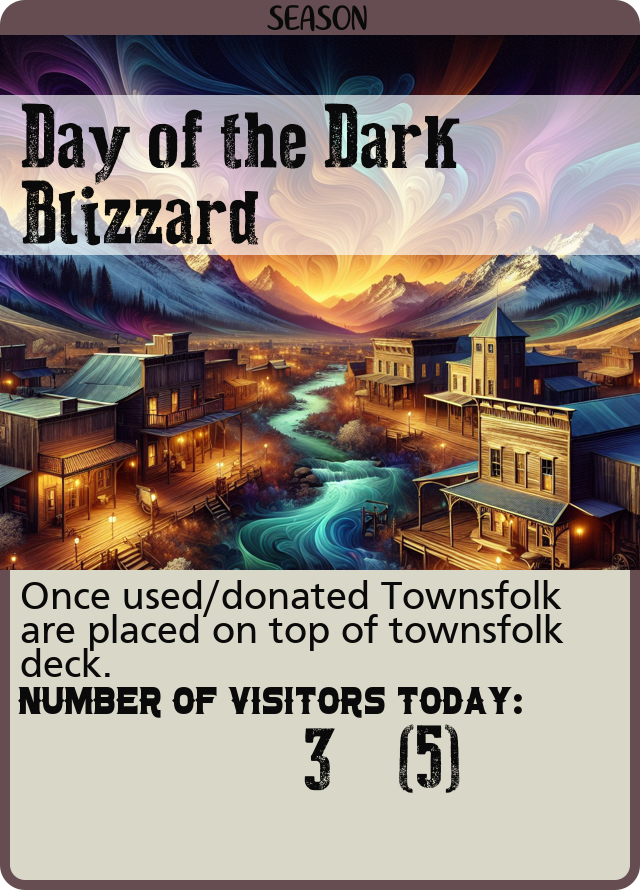 SEASON
Day of the Dark
Blizzard
Once used/donated Townsfolk
are placed on top of townsfolk
deck.
NUMBER OF VISITORS TODAY:
3 (5)